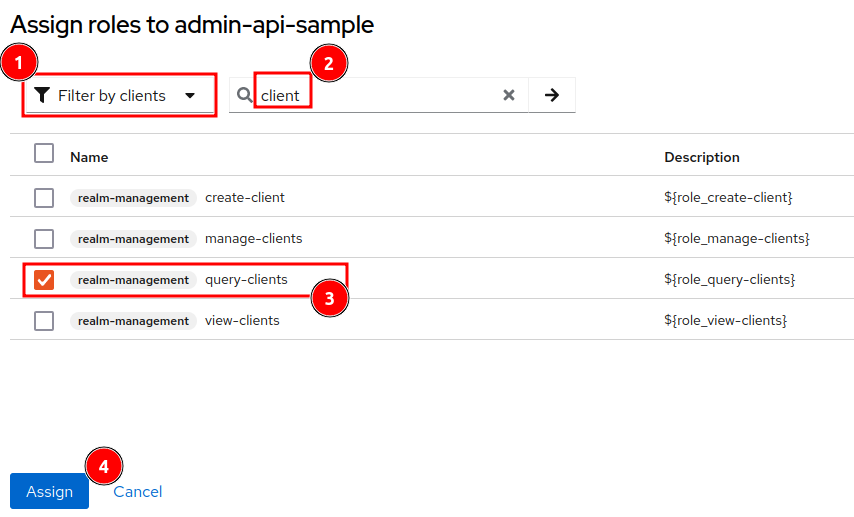 Assign roles to admin-api-sample
1
2
Filter by clients
client
Name Description
realm-management create-client ${role_create-client}
realm-management manage-clients ${role_manage-clients}
realm-management query-clients ${role_query-clients}
3
realm-management view-clients ${role_view-clients}
4
Assign Cancel